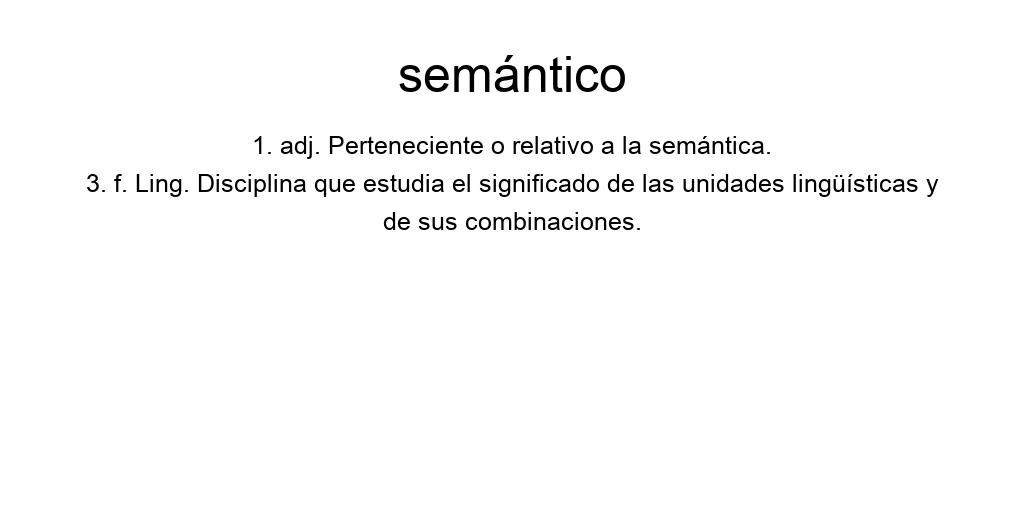 semántico
1. adj. Perteneciente o relativo a la semántica.
3. f. Ling. Disciplina que estudia el significado de las unidades lingüísticas y
de sus combinaciones.